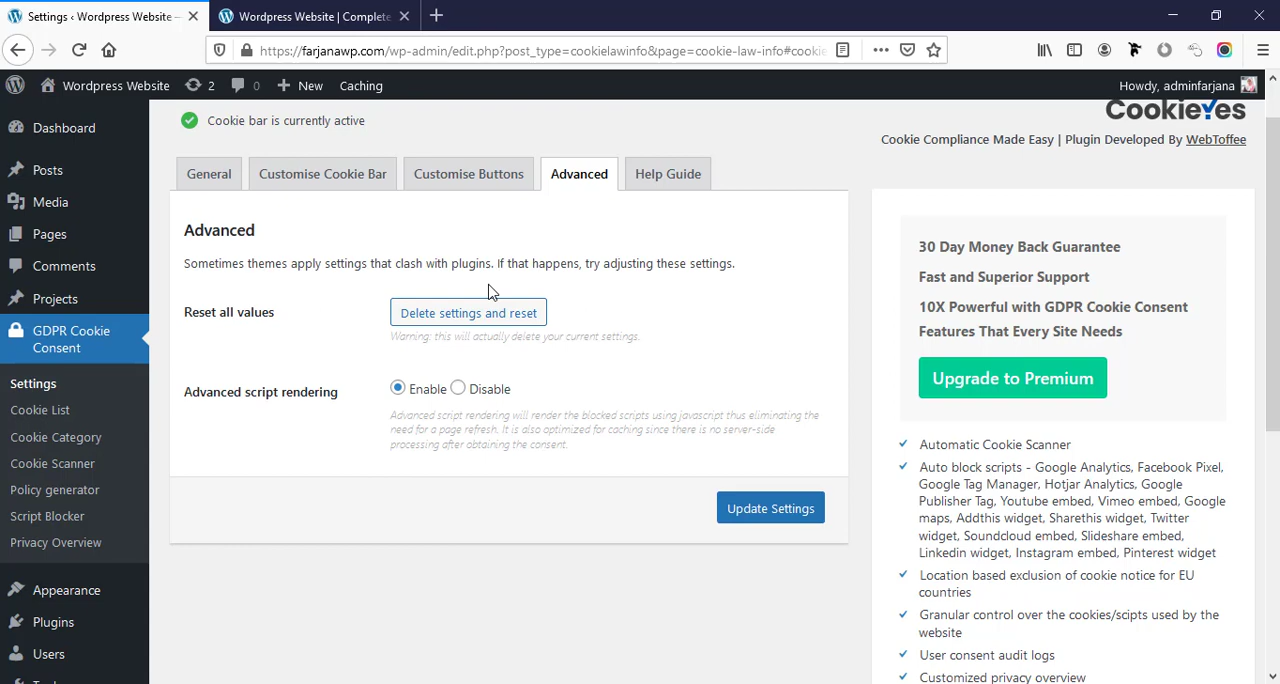 Settings ‹ Wordpress Website —
Wordpress Website | Complete
https://farjanawp.com/wp-admin/edit.php?post_type=cookielawinfo&page=cookie-law-info#cookie
Wordpress Website
2
0
New
Caching
Howdy, adminfarjana
Dashboard
Posts
Media
Pages
Comments
Projects
GDPR Cookie
Consent
Settings
Cookie List
Cookie Category
Cookie Scanner
Policy generator
Script Blocker
Privacy Overview
Appearance
Plugins
Users
Cookie bar is currently active
CookieYes
Cookie Compliance Made Easy | Plugin Developed By WebToffee
General
Customise Cookie Bar
Customise Buttons
Advanced
Help Guide
Advanced
Sometimes themes apply settings that clash with plugins. If that happens, try adjusting these settings.
Reset all values
Delete settings and reset
Warning: this will actually delete your current settings.
Advanced script rendering
Enable
Disable
Advanced script rendering will render the blocked scripts using javascript thus eliminating the
need for a page refresh. It is also optimized for caching since there is no server-side
processing after obtaining the consent.
Update Settings
30 Day Money Back Guarantee
Fast and Superior Support
10X Powerful with GDPR Cookie Consent
Features That Every Site Needs
Upgrade to Premium
Automatic Cookie Scanner
Auto block scripts - Google Analytics, Facebook Pixel,
Google Tag Manager, Hotjar Analytics, Google
Publisher Tag, Youtube embed, Vimeo embed, Google
maps, Addthis widget, Sharethis widget, Twitter
widget, Soundcloud embed, Slideshare embed,
Linkedin widget, Instagram embed, Pinterest widget
Location based exclusion of cookie notice for EU
countries
Granular control over the cookies/scipts used by the
website
User consent audit logs
Customized privacy overview